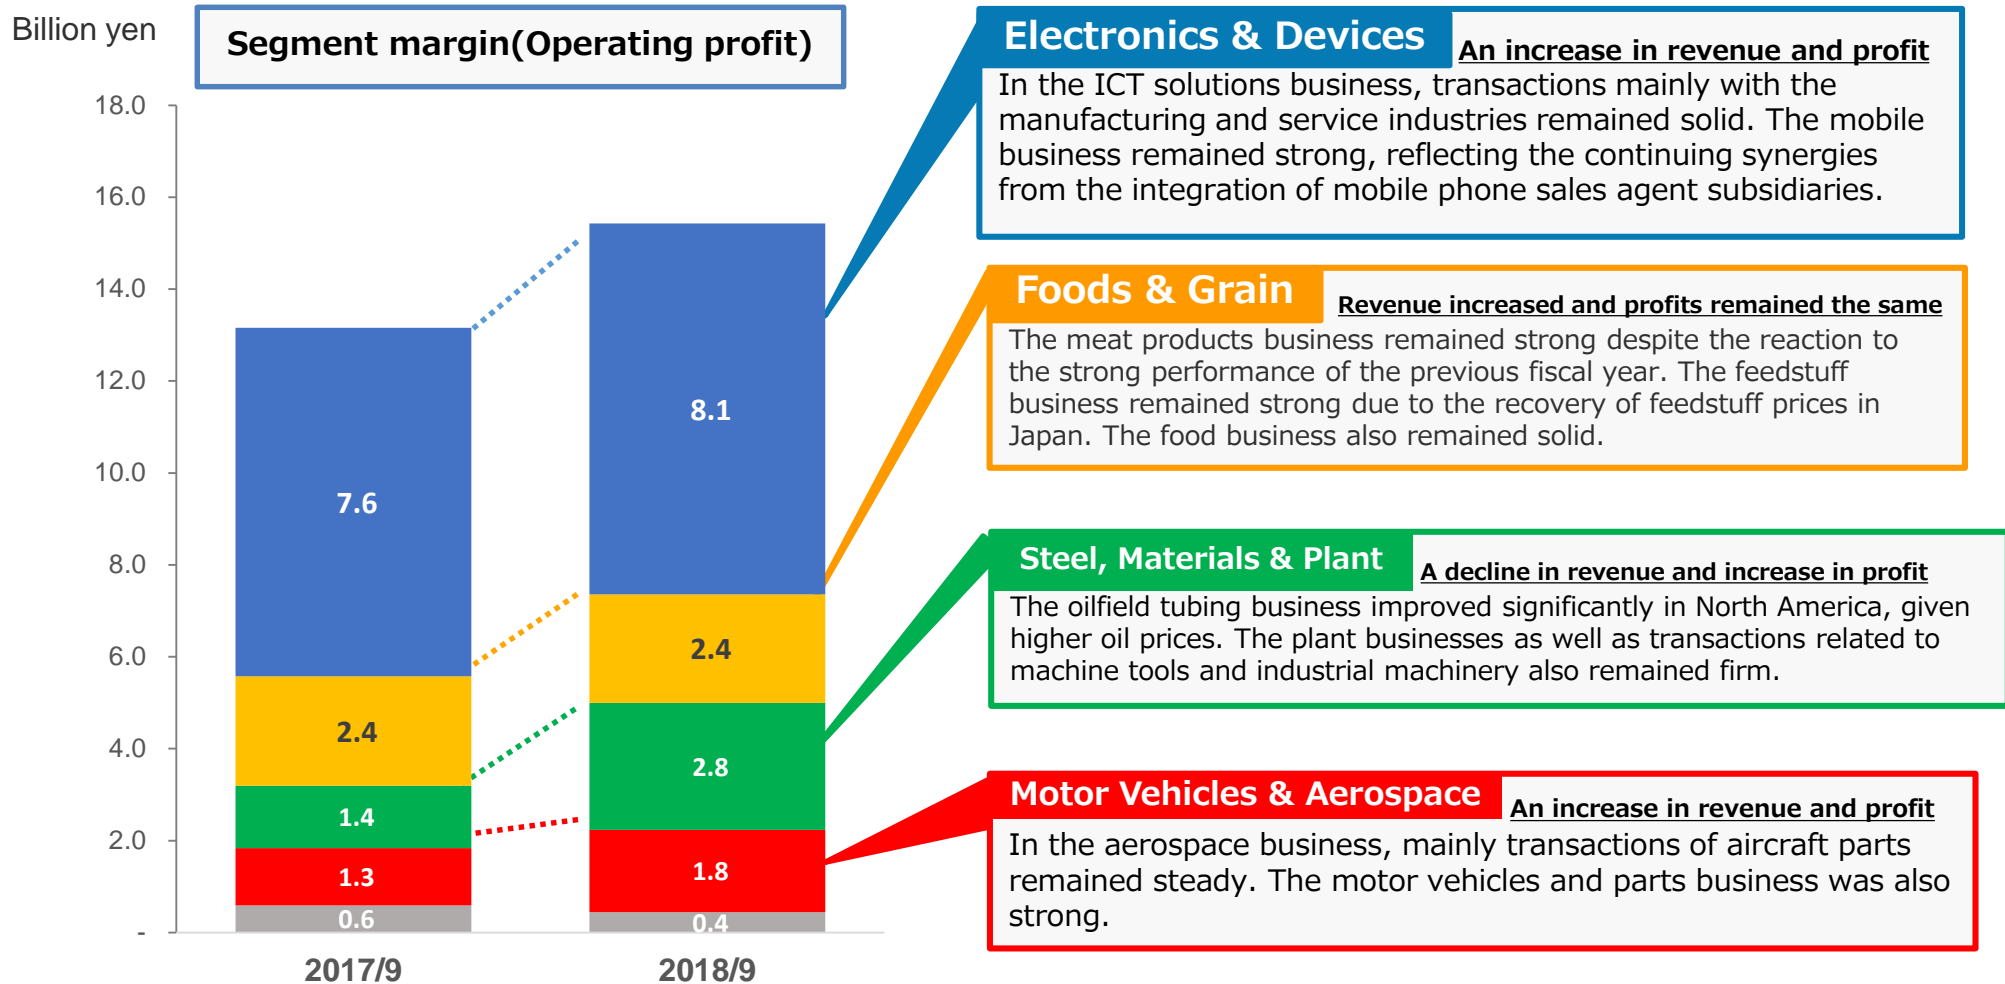 Billion yen
Segment margin(Operating profit)
18.0
16.0
14.0
12.0
10.0
8.0
6.0
4.0
2.0
-
7.6
2.4
1.4
1.3
0.6
8.1
2.4
2.8
1.8
0.4
2017/9
2018/9
Electronics & Devices
An increase in revenue and profit
In the ICT solutions business, transactions mainly with the
manufacturing and service industries remained solid. The mobile
business remained strong, reflecting the continuing synergies
from the integration of mobile phone sales agent subsidiaries.
Foods & Grain
Revenue increased and profits remained the same
The meat products business remained strong despite the reaction to
the strong performance of the previous fiscal year. The feedstuff
business remained strong due to the recovery of feedstuff prices in
Japan. The food business also remained solid.
Steel, Materials & Plant
A decline in revenue and increase in profit
The oilfield tubing business improved significantly in North America, given
higher oil prices. The plant businesses as well as transactions related to
machine tools and industrial machinery also remained firm.
Motor Vehicles & Aerospace
An increase in revenue and profit
In the aerospace business, mainly transactions of aircraft parts
remained steady. The motor vehicles and parts business was also
strong.